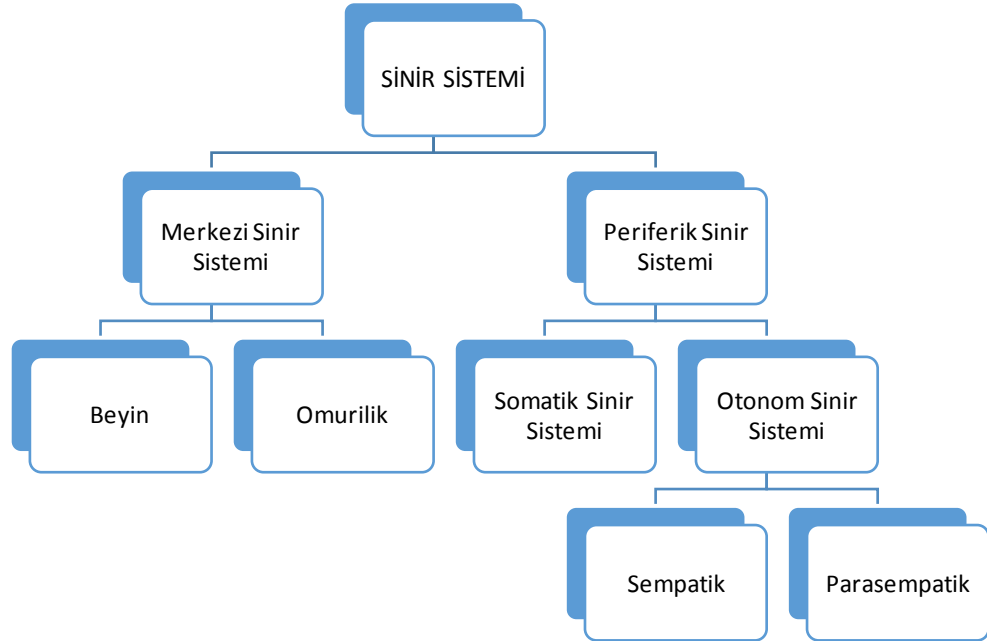 SİNİR SİSTEMİ
Merkezi Sinir
Sistemi
Periferik Sinir
Sistemi
Beyin
Omurilik
Somatik Sinir
Sistemi
Otonom Sinir
Sistemi
Sempatik
Parasempatik